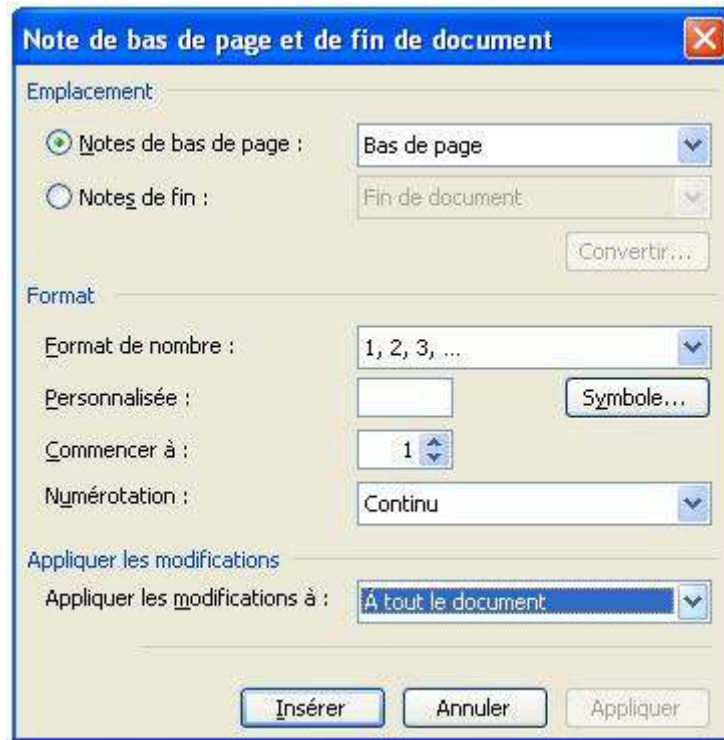 Note de bas de page et de fin de document
Emplacement
Notes de bas de page : Bas de page
Notes de fin : Fin de document
Convertir...
Format
Format de nombre : 1, 2, 3, ...
Personnalisée : Symbole...
Commencer à : 1
Numérotation : Continu
Appliquer les modifications
Appliquer les modifications à : À tout le document
Insérer Annuler Appliquer